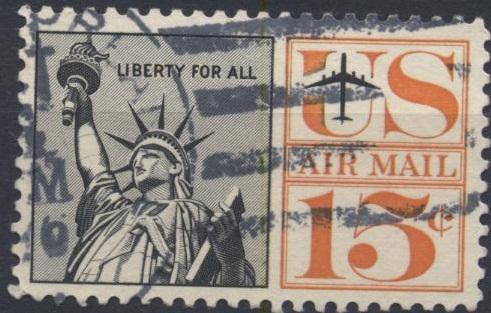 LIBERTY FOR ALL
US
AIR MAIL
15¢